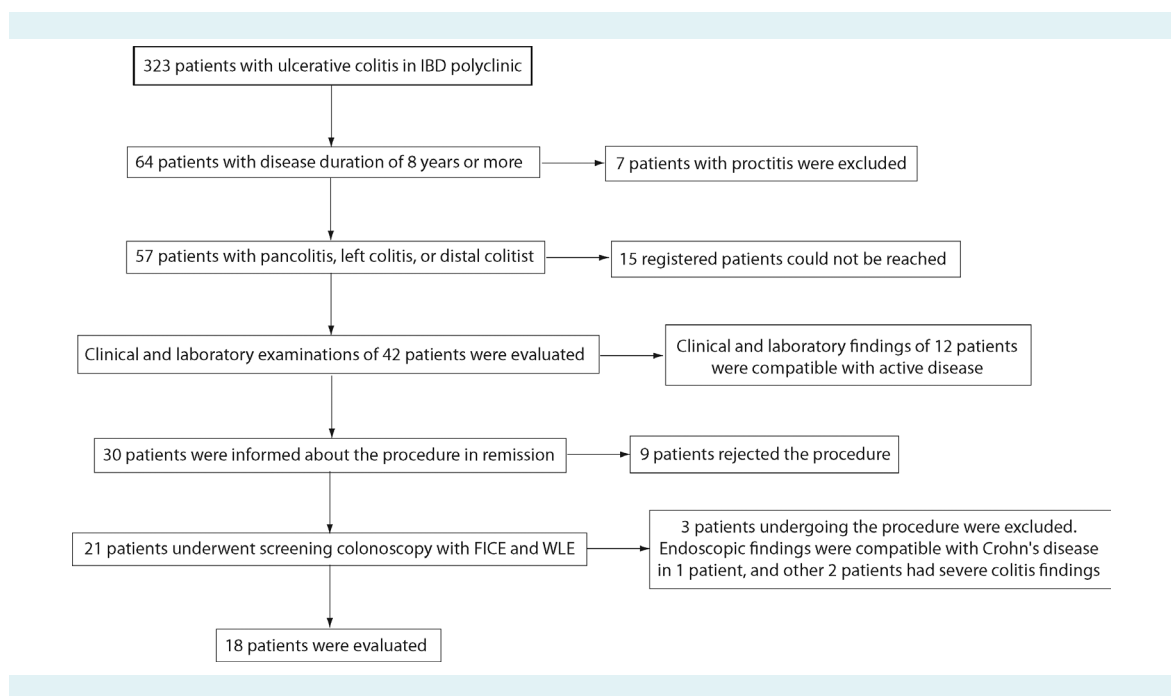 323 patients with ulcerative colitis in IBD polyclinic
64 patients with disease duration of 8 years or more
7 patients with proctitis were excluded
57 patients with pancolitis, left colitis, or distal colitist
15 registered patients could not be reached
Clinical and laboratory examinations of 42 patients were evaluated
Clinical and laboratory findings of 12 patients
were compatible with active disease
30 patients were informed about the procedure in remission
9 patients rejected the procedure
21 patients underwent screening colonoscopy with FICE and WLE
3 patients undergoing the procedure were excluded.
Endoscopic findings were compatible with Crohn's disease
in 1 patient, and other 2 patients had severe colitis findings
18 patients were evaluated